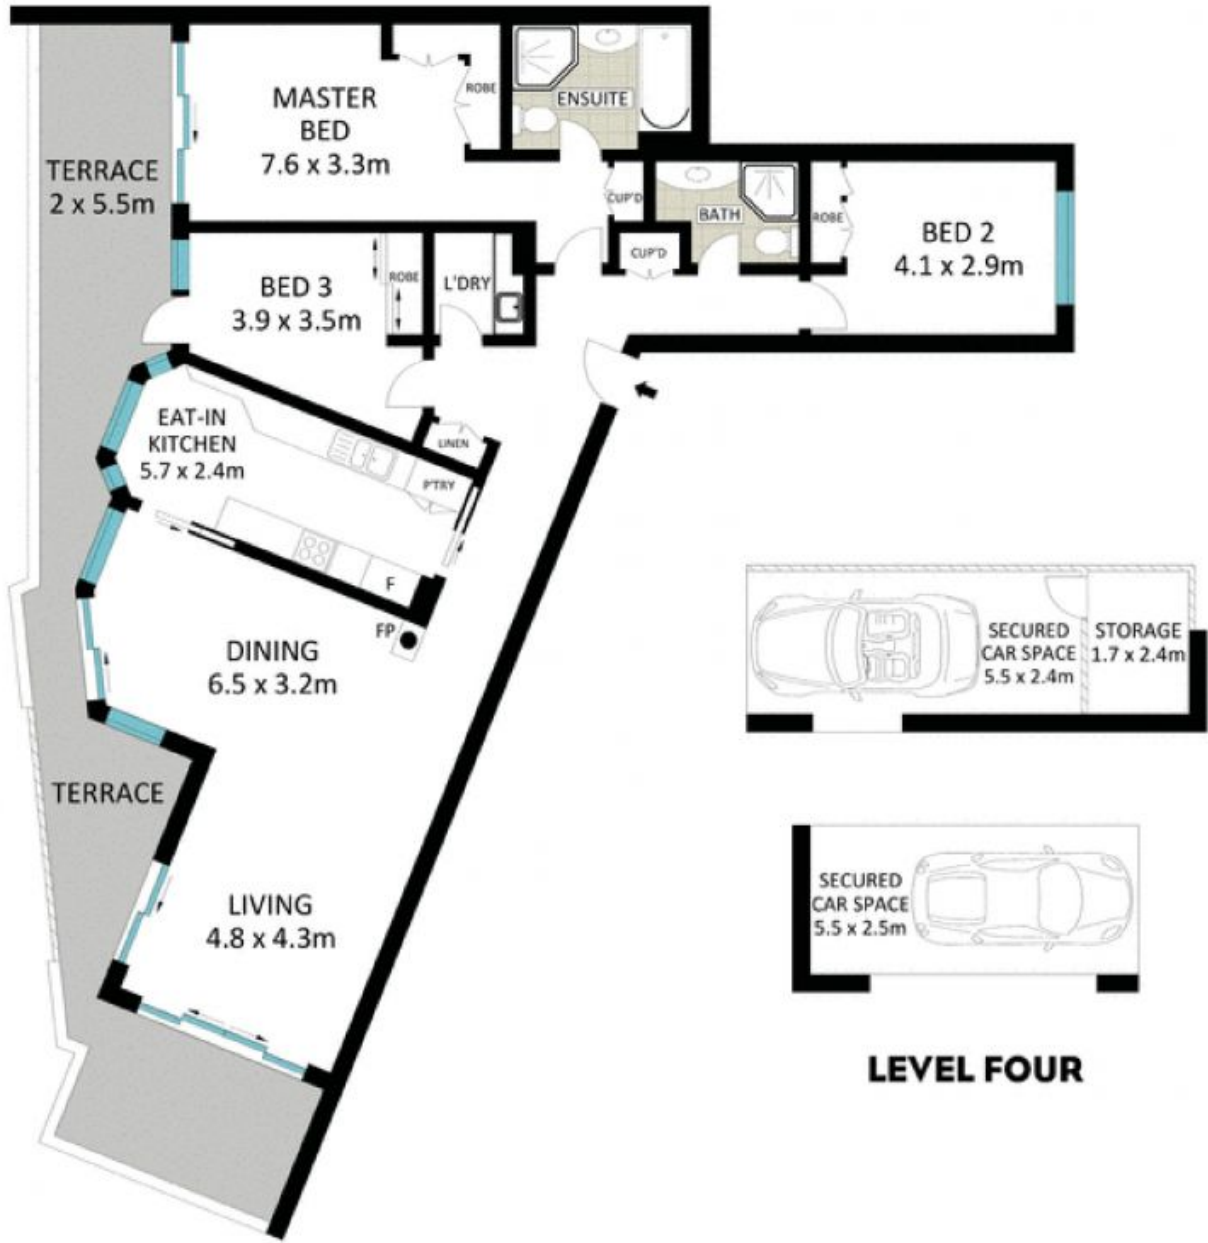 MASTER
BED
7.6 x 3.3m
ROBE
ENSUITE
TERRACE
2 x 5.5m
CUP'D
BATH
ROBE
BED 2
4.1 x 2.9m
CUP'D
BED 3
3.9 x 3.5m
ROBE
L'DRY
EAT-IN
KITCHEN
5.7 x 2.4m
LINEN
P'TRY
F
FP
DINING
6.5 x 3.2m
SECURED
CAR SPACE
5.5 x 2.4m
STORAGE
1.7 x 2.4m
TERRACE
LIVING
4.8 x 4.3m
SECURED
CAR SPACE
5.5 x 2.5m
LEVEL FOUR